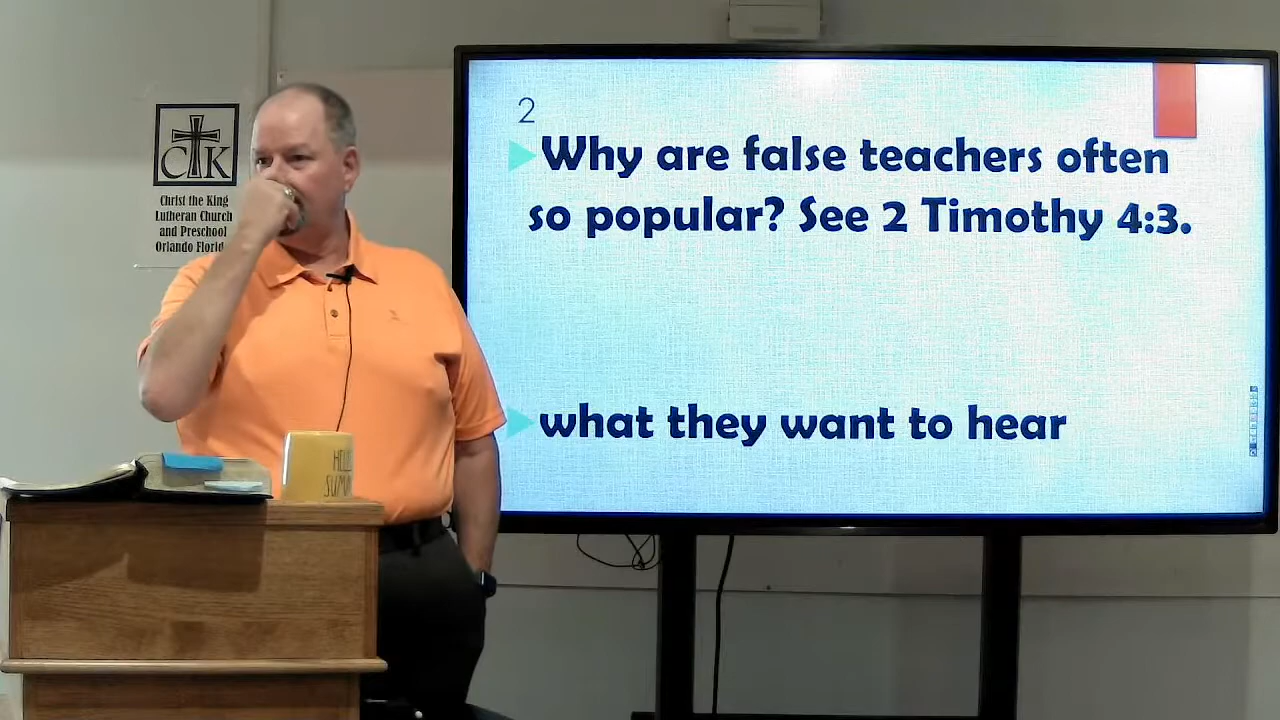 CTK
Christ the King
Lutheran Church
and Preschool
Orlando
2
Why are false teachers often
so popular? See 2 Timothy 4:3.
what they want to hear